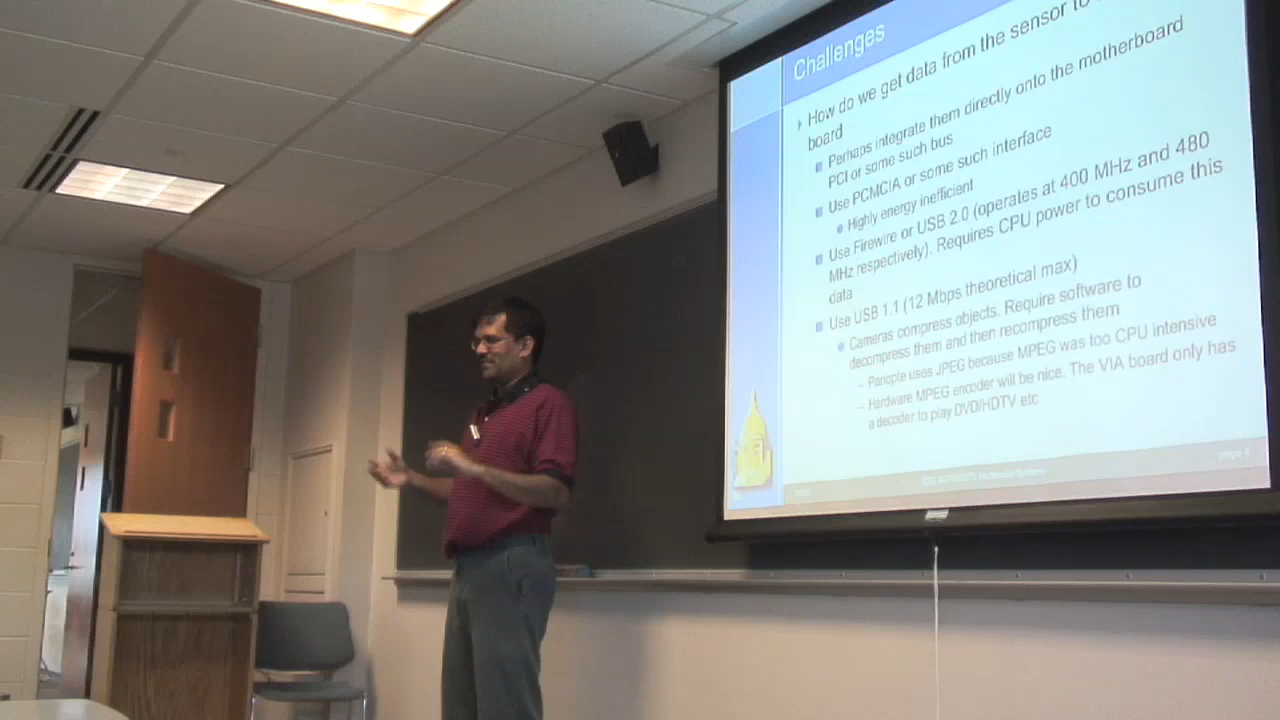 Challenges
How do we get data from the sensor to
board
Perhaps integrate them directly onto the motherboard
PCI or some such bus
Use PCMCIA or some such interface
Highly energy inefficient
Use Firewire or USB 2.0 (operates at 400 MHz and 480
MHz respectively). Requires CPU power to consume this
data
Use USB 1.1 (12 Mbps theoretical max)
Cameras compress objects. Require software to
decompress them and then recompress them
– Panople uses JPEG because MPEG was too CPU intensive
– Hardware MPEG encoder will be nice. The VIA board only has
a decoder to play DVD/HDTV etc
Multimedia Systems
page